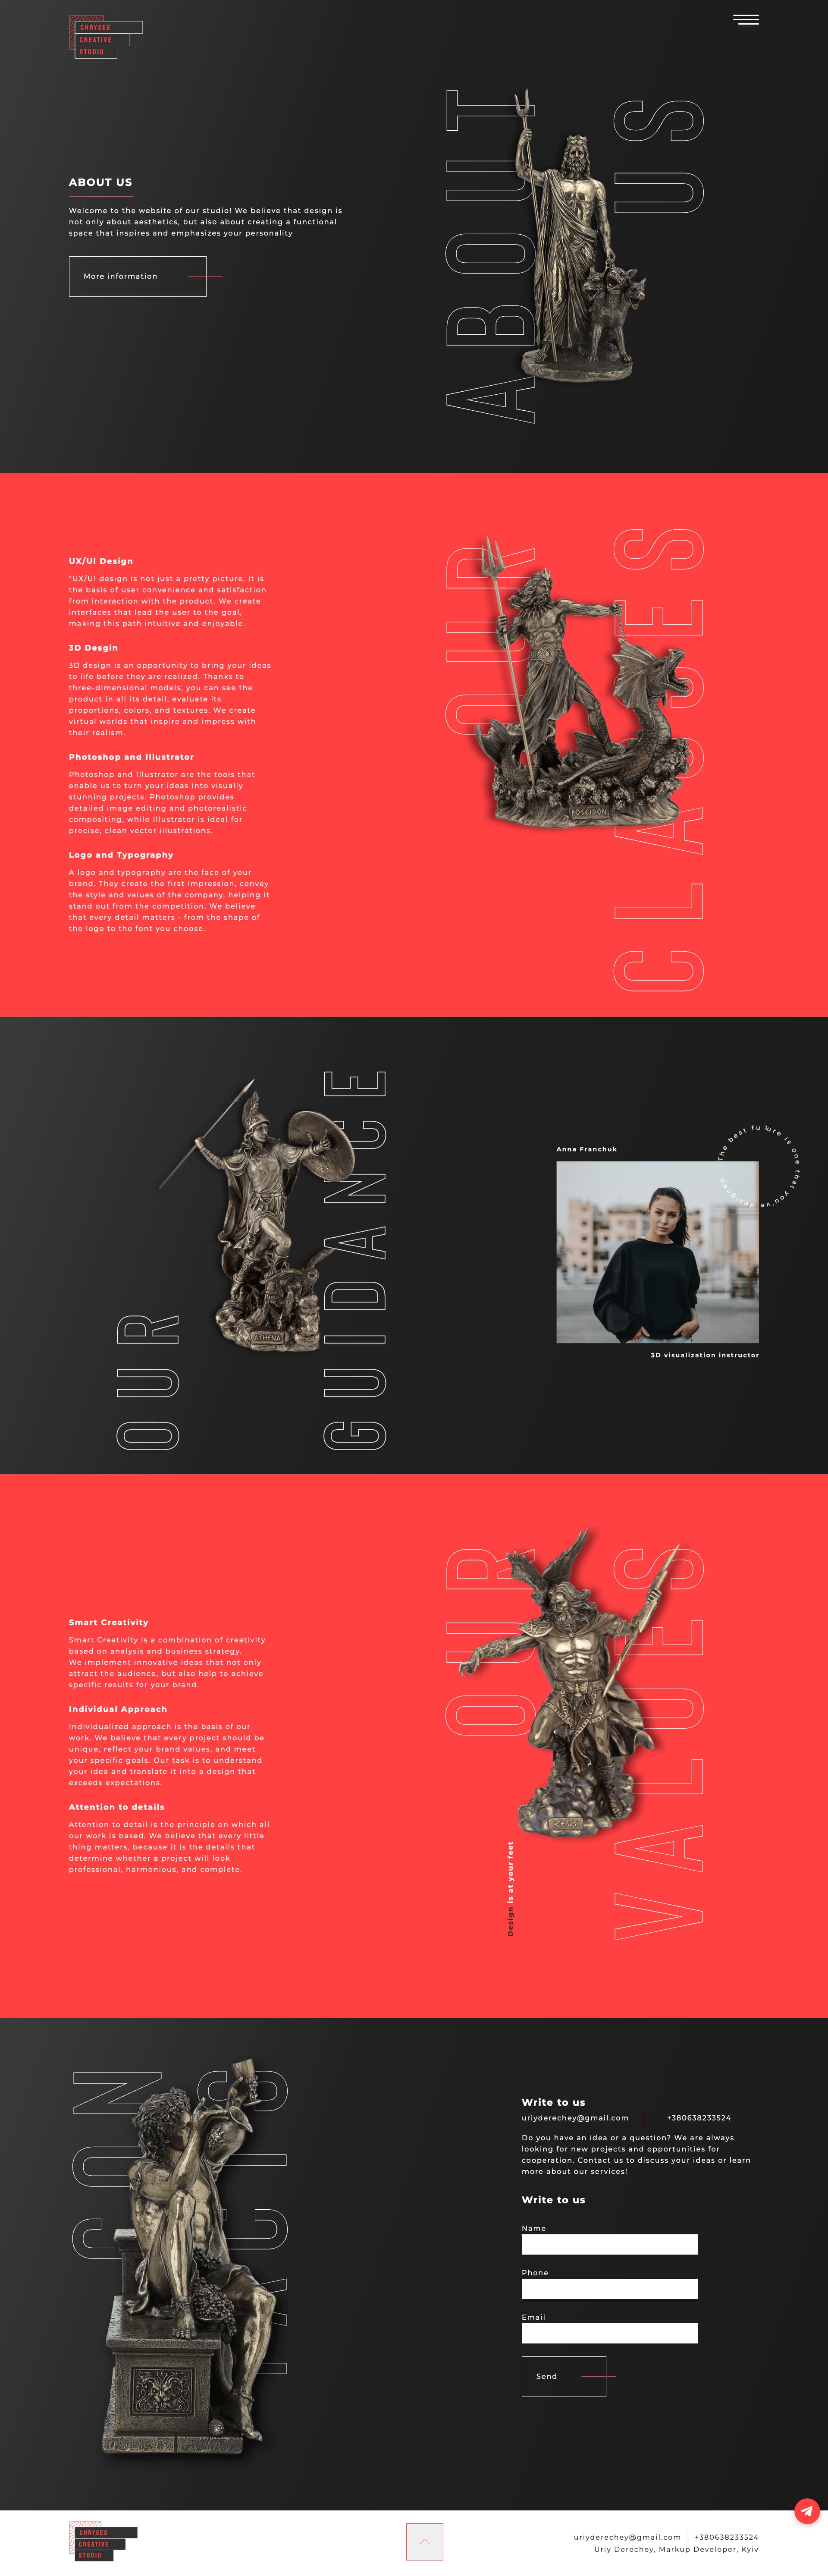 CHRYSES
CREATIVE
STUDIO
ABOUT
US
ABOUT US
Welcome to the website of our studio! We believe that design is
not only about aesthetics, but also about creating a functional
space that inspires and emphasizes your personality
More information
OUR
CLAUSES
POSEIDON
UX/UI Design
"UX/UI design is not just a pretty picture. It is
the basis of user convenience and satisfaction
from interaction with the product. We create
interfaces that lead the user to the goal,
making this path intuitive and enjoyable.
3D Desgin
3D design is an opportunity to bring your ideas
to life before they are realized. Thanks to
three-dimensional models, you can see the
product in all its detail, evaluate its
proportions, colors, and textures. We create
virtual worlds that inspire and impress with
their realism.
Photoshop and Illustrator
Photoshop and Illustrator are the tools that
enable us to turn your ideas into visually
stunning projects. Photoshop provides
detailed image editing and photorealistic
compositing, while Illustrator is ideal for
precise, clean vector illustrations.
Logo and Typography
A logo and typography are the face of your
brand. They create the first impression, convey
the style and values of the company, helping it
stand out from the competition. We believe
that every detail matters - from the shape of
the logo to the font you choose.
OUR
GUIDANCE
ATHENA
Anna Franchuk
The best future is one that you've designed
3D visualization instructor
OUR
VALUES
ZEUS
Design is at your feet
Smart Creativity
Smart Creativity is a combination of creativity
based on analysis and business strategy.
We implement innovative ideas that not only
attract the audience, but also help to achieve
specific results for your brand.
Individual Approach
Individualized approach is the basis of our
work. We believe that every project should be
unique, reflect your brand values, and meet
your specific goals. Our task is to understand
your idea and translate it into a design that
exceeds expectations.
Attention to details
Attention to detail is the principle on which all
our work is based. We believe that every little
thing matters, because it is the details that
determine whether a project will look
professional, harmonious, and complete.
CON
Write to us
uriyderechey@gmail.com
+380638233524
Do you have an idea or a question? We are always
looking for new projects and opportunities for
cooperation. Contact us to discuss your ideas or learn
more about our services!
Write to us
Name
Phone
Email
Send
CHRYSES
CREATIVE
STUDIO
uriyderechey@gmail.com
+380638233524
Uriy Derechey, Markup Developer, Kyiv